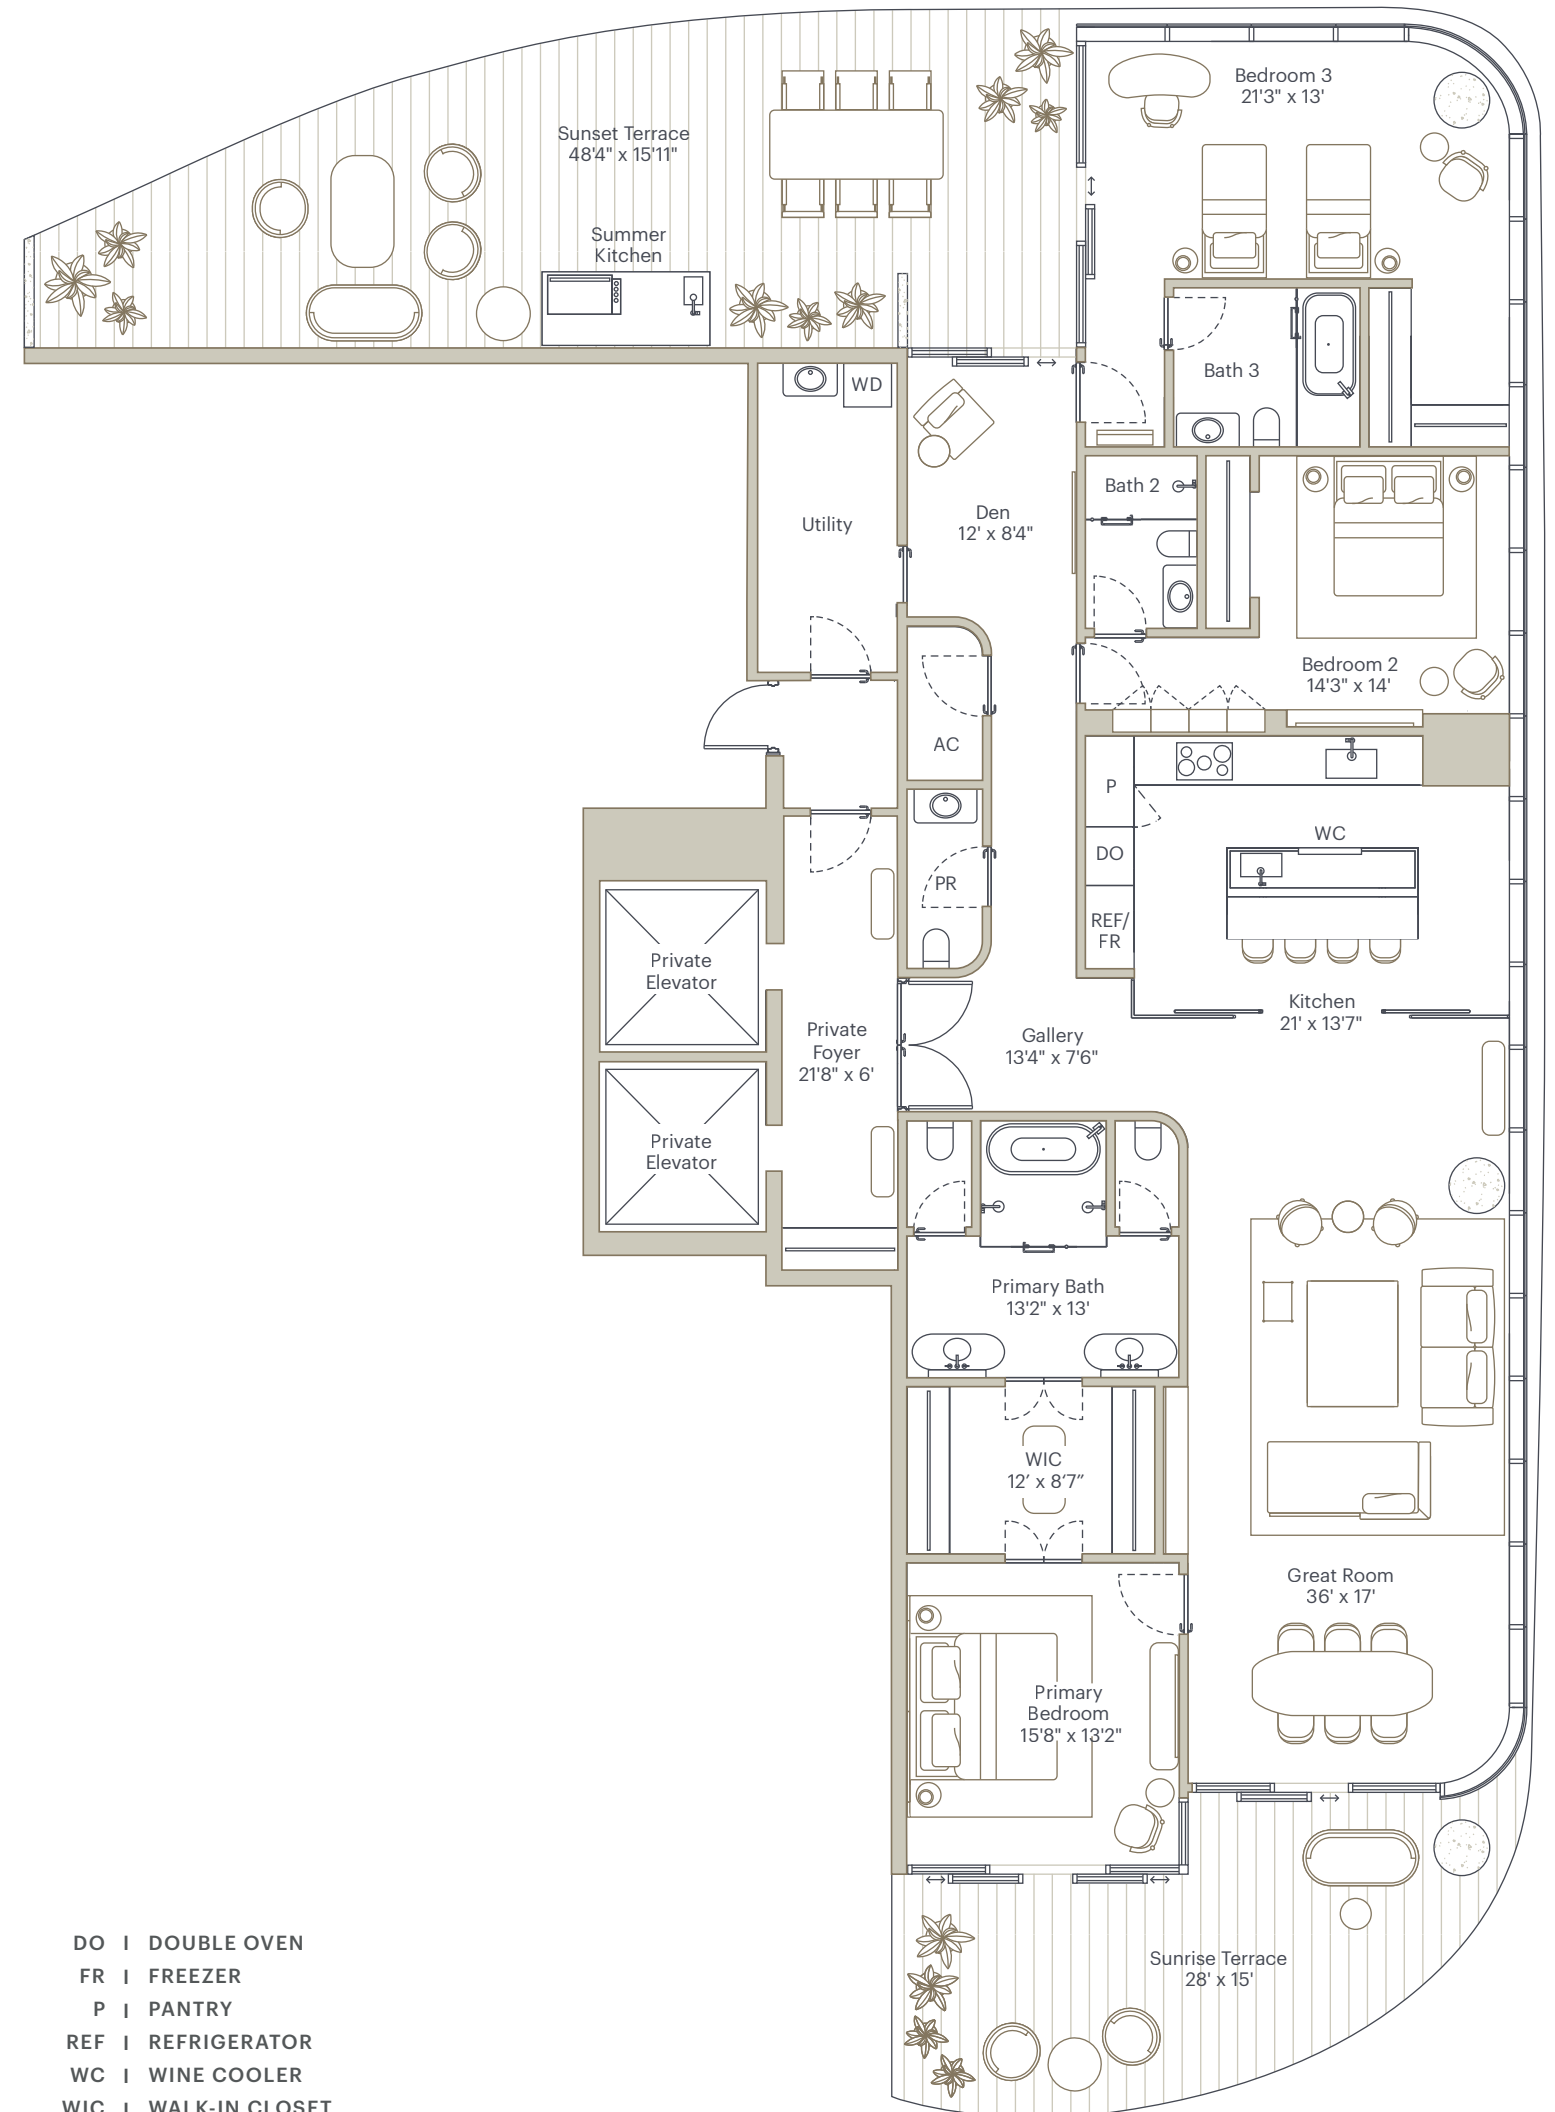 Bedroom 3
21'3" x 13'
Sunset Terrace
48'4" x 15'11"
Summer
Kitchen
Bath 3
WD
Bath 2
Den
12' x 8'4"
Utility
Bedroom 2
14'3" x 14'
AC
P
WC
DO
PR
REF/
FR
Private
Elevator
Kitchen
21' x 13'7"
Private
Foyer
21'8" x 6'
Gallery
13'4" x 7'6"
Private
Elevator
Primary Bath
13'2" x 13'
WIC
12′ x 8′7″
Great Room
36' x 17'
Primary
Bedroom
15'8" x 13'2"
Sunrise Terrace
28' x 15'
DO | DOUBLE OVEN
FR | FREEZER
P | PANTRY
REF | REFRIGERATOR
WC | WINE COOLER
WIC | WALK-IN CLOSET